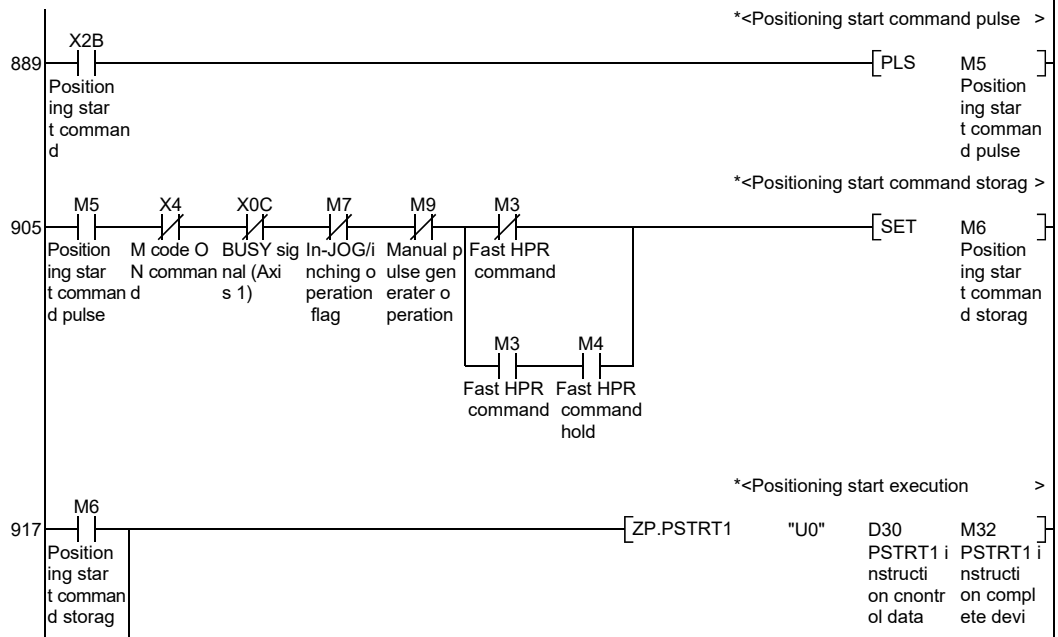 *<Positioning start command pulse >
X2B
889 PLS M5
Position
ing star
t comman
d
Position
ing star
t comman
d pulse
*<Positioning start command storag >
M5 X4 X0C M7 M9 M3
905 SET M6
Position M code O BUSY sig In-JOG/i Manual p Fast HPR Position
ing star N comman nal (Axi nching o ulse gen command ing star
t comman d s 1) peration erater o t comman
d pulse flag peration d storag
M3 M4
Fast HPR Fast HPR
command command
hold
*<Positioning start execution >
M6
917 ZP.PSTRT1 "U0" D30 M32
Position PSTRT1 i PSTRT1 i
ing star nstructi nstructi
t comman on cnontr on compl
d storag ol data ete devi